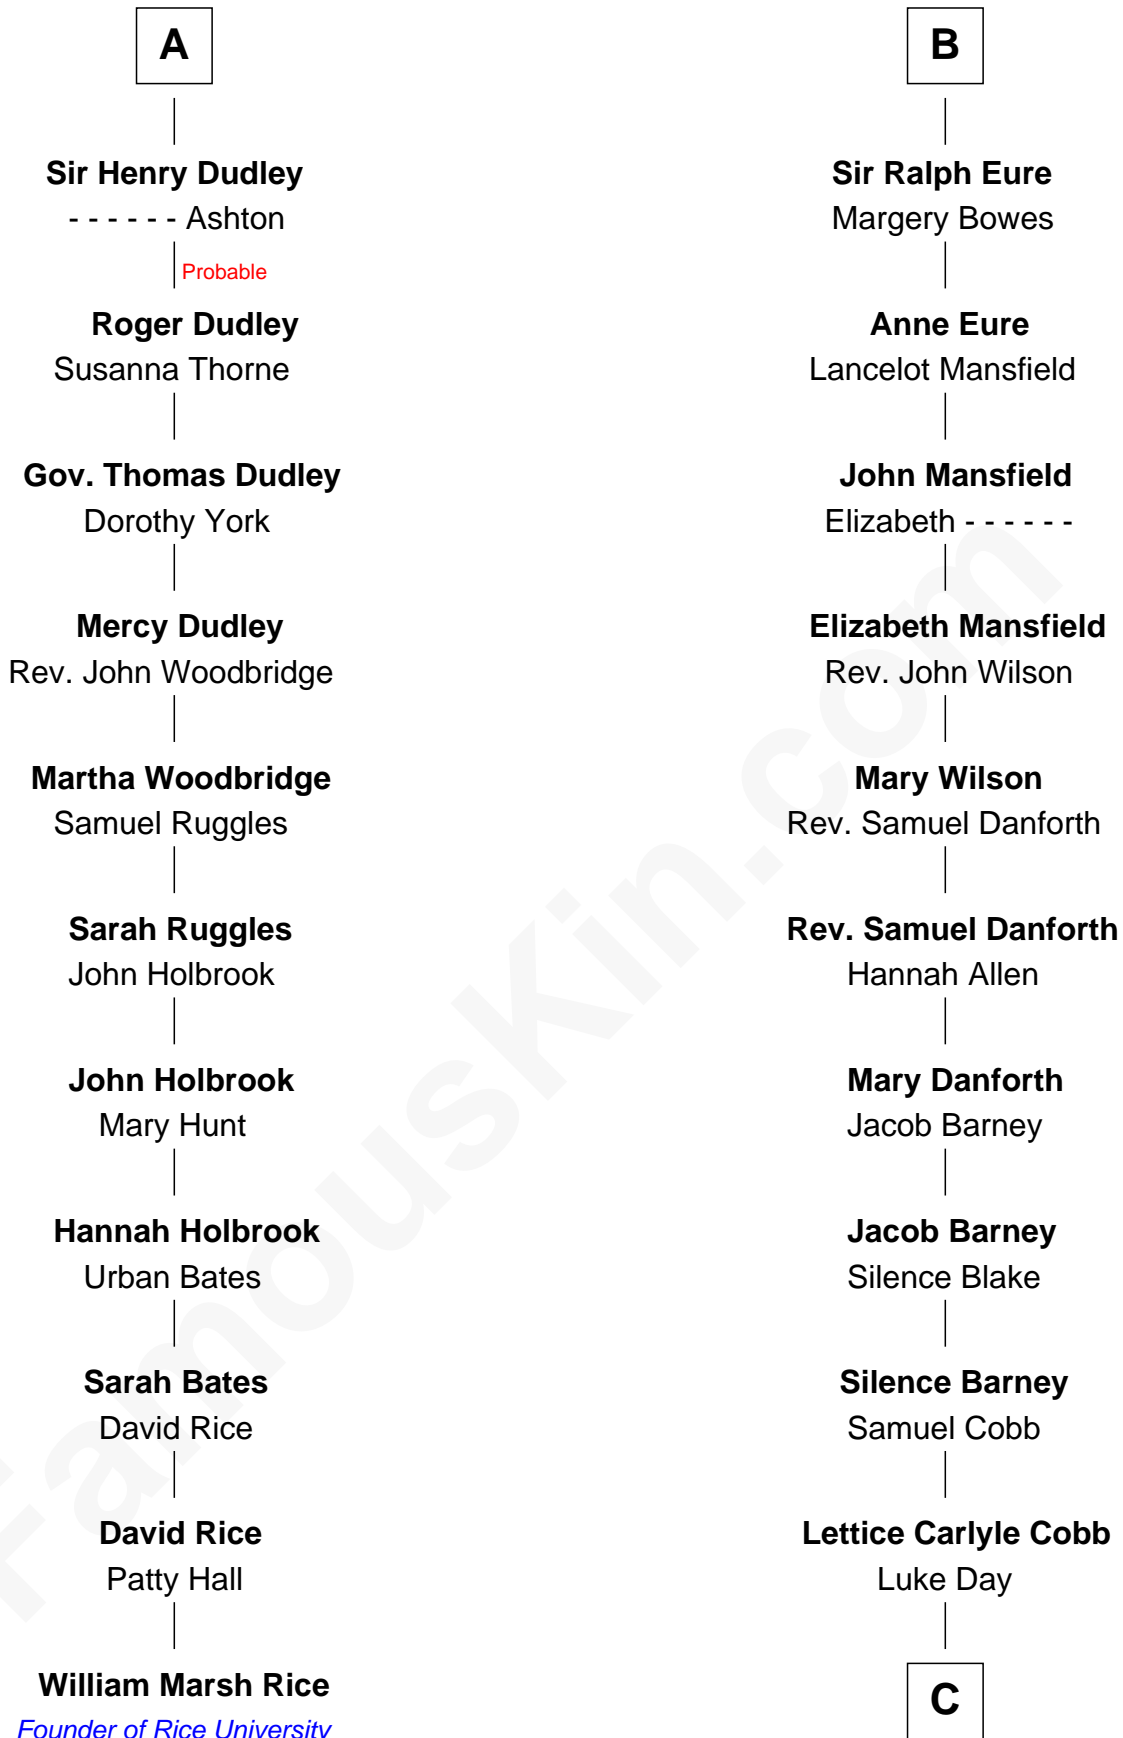 A
Sir Henry Dudley
- - - - - - Ashton
Probable
Roger Dudley
Susanna Thorne
Gov. Thomas Dudley
Dorothy York
Mercy Dudley
Rev. John Woodbridge
Martha Woodbridge
Samuel Ruggles
Sarah Ruggles
John Holbrook
John Holbrook
Mary Hunt
Hannah Holbrook
Urban Bates
Sarah Bates
David Rice
David Rice
Patty Hall
William Marsh Rice
Founder of Rice University
B
Sir Ralph Eure
Margery Bowes
Anne Eure
Lancelot Mansfield
John Mansfield
Elizabeth - - - - - -
Elizabeth Mansfield
Rev. John Wilson
Mary Wilson
Rev. Samuel Danforth
Rev. Samuel Danforth
Hannah Allen
Mary Danforth
Jacob Barney
Jacob Barney
Silence Blake
Silence Barney
Samuel Cobb
Lettice Carlyle Cobb
Luke Day
C
FamousKin.com